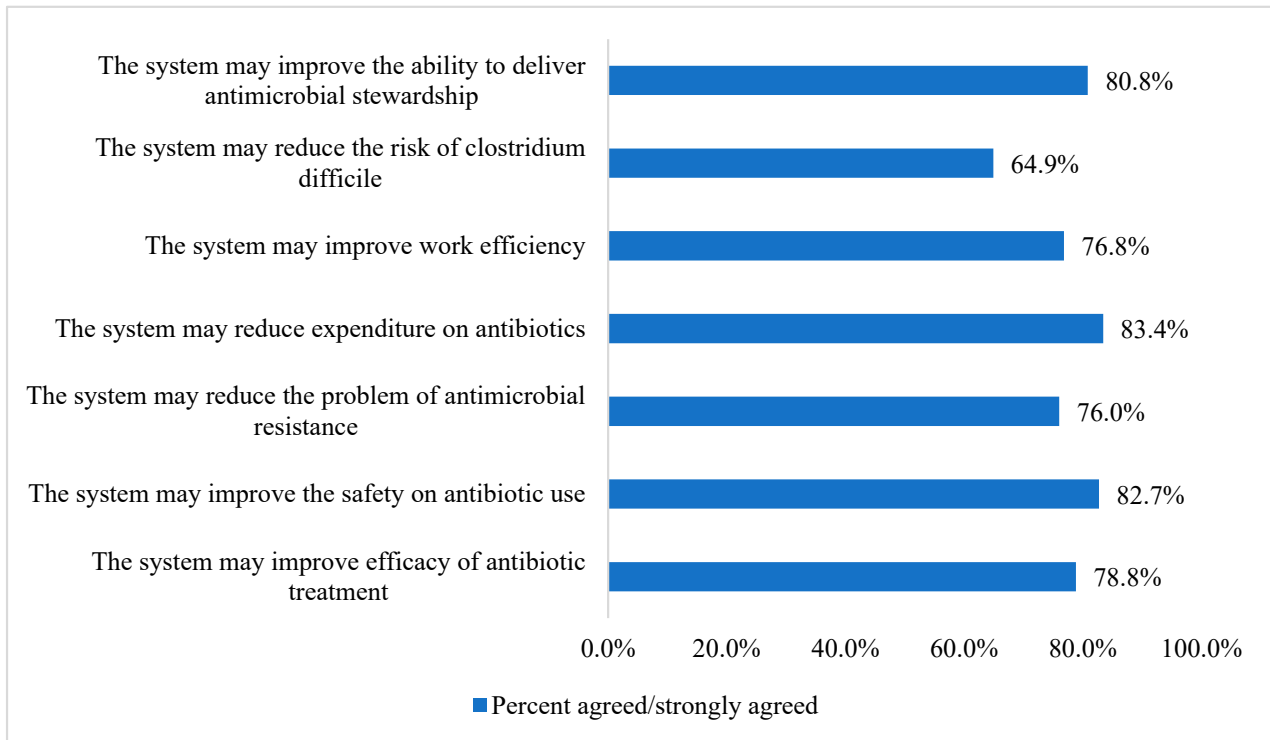 The system may improve the ability to deliver
antimicrobial stewardship
80.8%
The system may reduce the risk of clostridium
difficile
64.9%
The system may improve work efficiency
76.8%
The system may reduce expenditure on antibiotics
83.4%
The system may reduce the problem of antimicrobial
resistance
76.0%
The system may improve the safety on antibiotic use
82.7%
The system may improve efficacy of antibiotic
treatment
78.8%
0.0% 20.0% 40.0% 60.0% 80.0% 100.0%
Percent agreed/strongly agreed